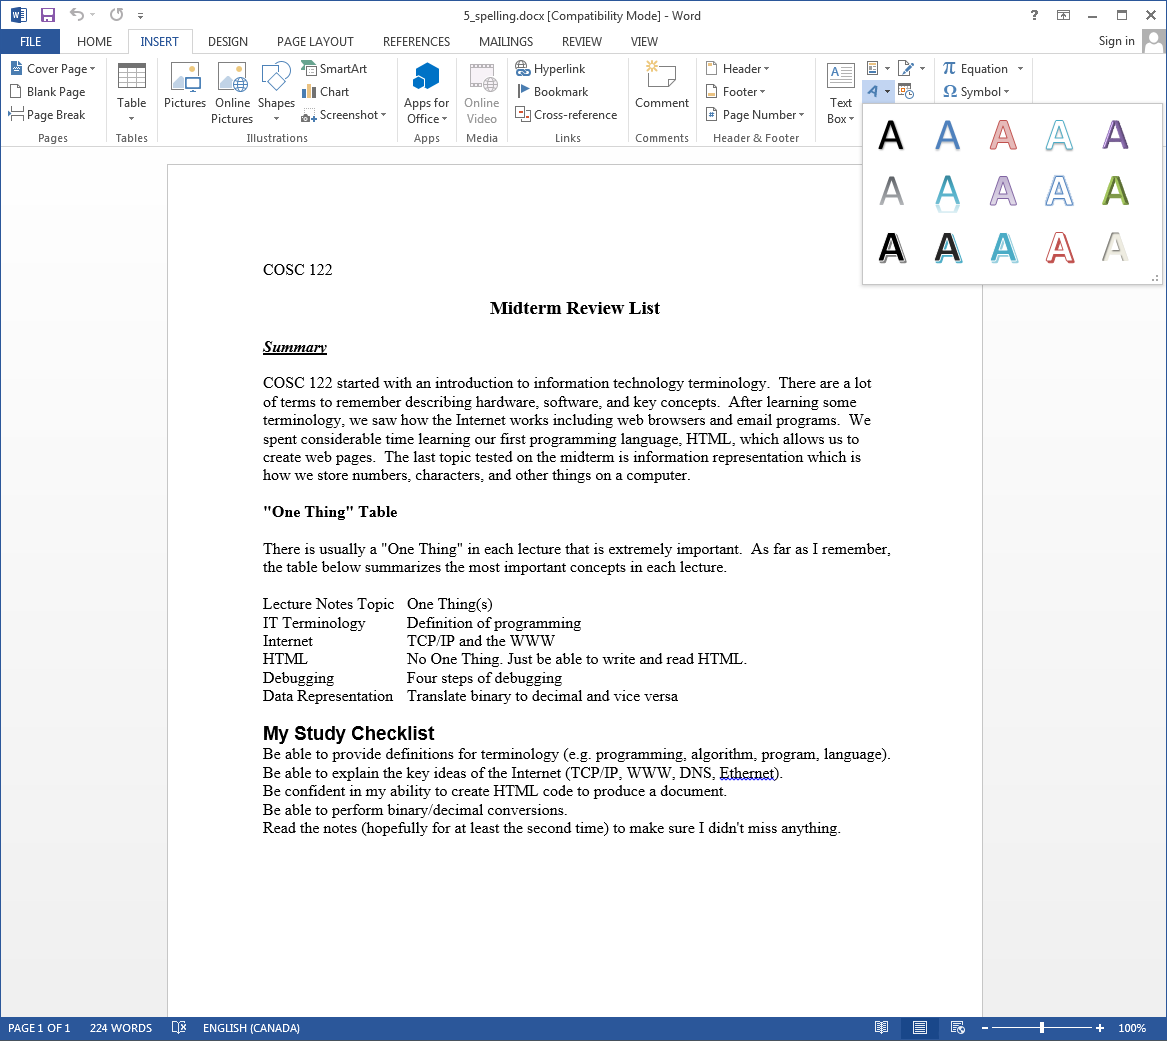 5_spelling.docx [Compatibility Mode] - Word
?
FILE HOME INSERT DESIGN PAGE LAYOUT REFERENCES MAILINGS REVIEW VIEW Sign in
Cover Page
Blank Page
Page Break
Pages
Table
Tables
Pictures
Online Pictures
Shapes
SmartArt
Chart
Screenshot
Illustrations
Apps for Office
Apps
Online Video
Media
Hyperlink
Bookmark
Cross-reference
Links
Comment
Comments
Header
Footer
Page Number
Header & Footer
Text Box
π Equation
Ω Symbol
A A A A A
A A A A A
A A A A A
COSC 122
Midterm Review List
Summary
COSC 122 started with an introduction to information technology terminology.  There are a lot
of terms to remember describing hardware, software, and key concepts.  After learning some
terminology, we saw how the Internet works including web browsers and email programs.  We
spent considerable time learning our first programming language, HTML, which allows us to
create web pages.  The last topic tested on the midterm is information representation which is
how we store numbers, characters, and other things on a computer.
"One Thing" Table
There is usually a "One Thing" in each lecture that is extremely important.  As far as I remember,
the table below summarizes the most important concepts in each lecture.
Lecture Notes Topic One Thing(s)
IT Terminology Definition of programming
Internet TCP/IP and the WWW
HTML No One Thing. Just be able to write and read HTML.
Debugging Four steps of debugging
Data Representation Translate binary to decimal and vice versa
My Study Checklist
Be able to provide definitions for terminology (e.g. programming, algorithm, program, language).
Be able to explain the key ideas of the Internet (TCP/IP, WWW, DNS, Ethernet).
Be confident in my ability to create HTML code to produce a document.
Be able to perform binary/decimal conversions.
Read the notes (hopefully for at least the second time) to make sure I didn't miss anything.
PAGE 1 OF 1 224 WORDS ENGLISH (CANADA) 100%